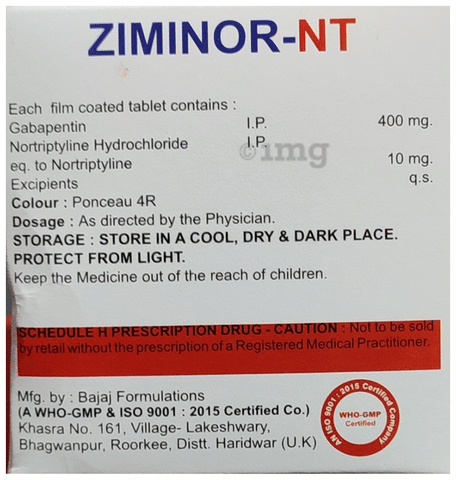 ZIMINOR-NT
Each film coated tablet contains :
Gabapentin I.P. 400 mg.
Nortriptyline Hydrochloride I.P.
eq. to Nortriptyline 10 mg.
Excipients q.s.
©1mg
Colour : Ponceau 4R
Dosage : As directed by the Physician.
STORAGE : STORE IN A COOL, DRY & DARK PLACE.
PROTECT FROM LIGHT.
Keep the Medicine out of the reach of children.
SCHEDULE H PRESCRIPTION DRUG - CAUTION : Not to be sold
by retail without the prescription of a Registered Medical Practitioner.
Mfg. by : Bajaj Formulations
(A WHO-GMP & ISO 9001 : 2015 Certified Co.)
Khasra No. 161, Village- Lakeshwary,
Bhagwanpur, Roorkee, Distt. Haridwar (U.K)
AN ISO 9001 : 2015 Certified Company
WHO-GMP
Certified